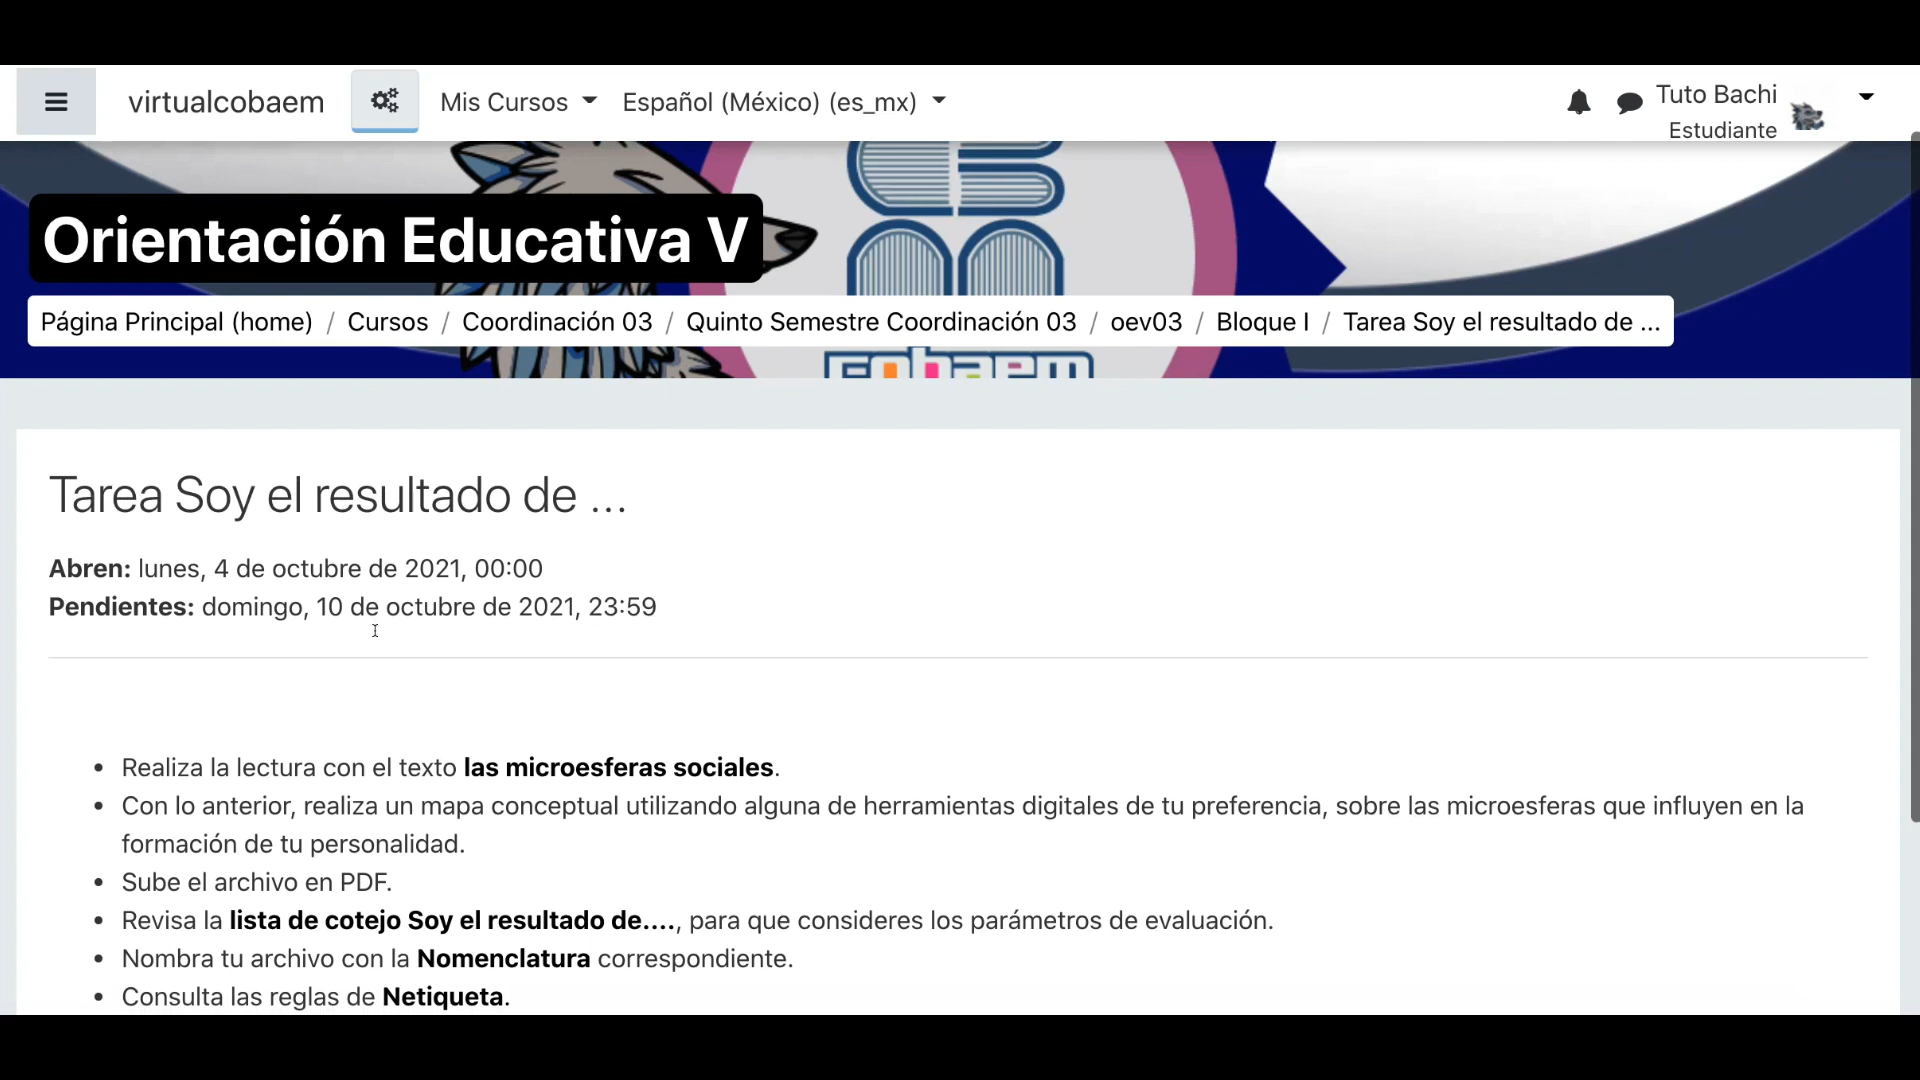 virtualcobaem
Mis Cursos
Español (México) (es_mx)
Tuto Bachi
Estudiante
Orientación Educativa V
Página Principal (home) / Cursos / Coordinación 03 / Quinto Semestre Coordinación 03 / oev03 / Bloque I / Tarea Soy el resultado de ...
cobaem
Tarea Soy el resultado de ...
Abren: lunes, 4 de octubre de 2021, 00:00
Pendientes: domingo, 10 de octubre de 2021, 23:59
• Realiza la lectura con el texto las microesferas sociales.
• Con lo anterior, realiza un mapa conceptual utilizando alguna de herramientas digitales de tu preferencia, sobre las microesferas que influyen en la
formación de tu personalidad.
• Sube el archivo en PDF.
• Revisa la lista de cotejo Soy el resultado de...., para que consideres los parámetros de evaluación.
• Nombra tu archivo con la Nomenclatura correspondiente.
• Consulta las reglas de Netiqueta.